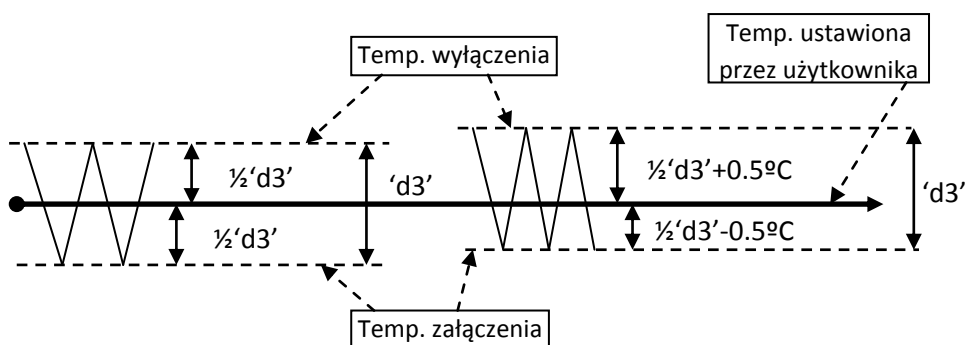 Temp. ustawiona
przez użytkownika
Temp. wyłączenia
½‘d3’
‘d3’
½‘d3’+0.5ºC
‘d3’
½‘d3’
½‘d3’-0.5ºC
Temp. załączenia